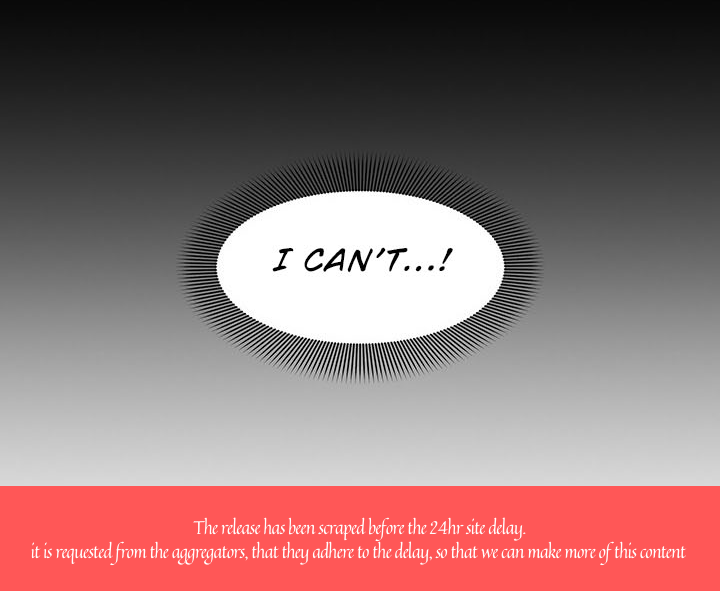 I CAN'T...!
The release has been scraped before the 24hr site delay.
it is requested from the aggregators, that they adhere to the delay, so that we can make more of this content